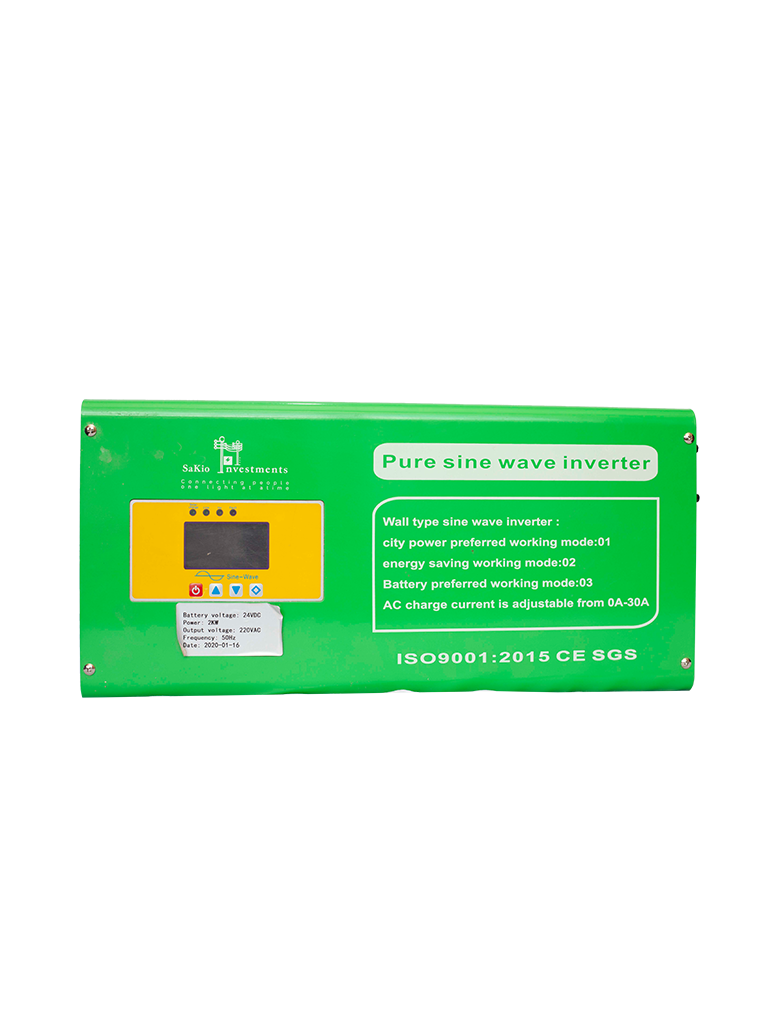 SaKio Investments
Connecting people
one light at atime
Sine-Wave
Battery voltage: 24VDC
Power: 2KW
Output voltage: 220VAC
Frequency: 50Hz
Date: 2020-01-16
Pure sine wave inverter
Wall type sine wave inverter :
city power preferred working mode:01
energy saving working mode:02
Battery preferred working mode:03
AC charge current is adjustable from 0A-30A
ISO9001:2015 CE SGS